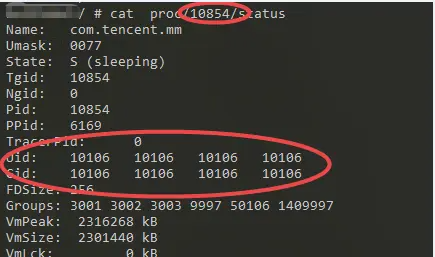 / # cat  proc/10854/status
Name:   com.tencent.mm
Umask:  0077
State:  S (sleeping)
Tgid:   10854
Ngid:   0
Pid:    10854
PPid:   6169
TracerPid:      0
Uid:    10106   10106   10106   10106
Gid:    10106   10106   10106   10106
FDSize: 256
Groups: 3001 3002 3003 9997 50106 1409997
VmPeak:  2316268 kB
VmSize:  2301440 kB
VmLck:         0 kB